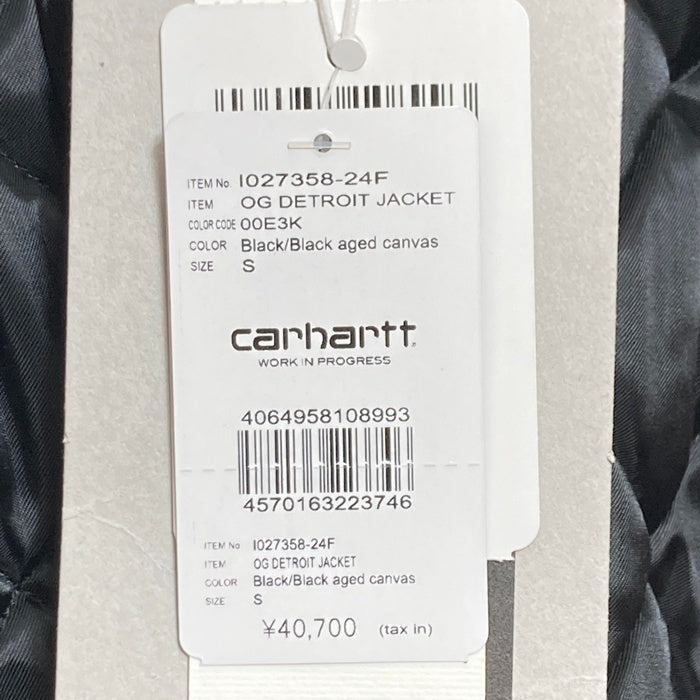 ITEM No. I027358-24F
ITEM OG DETROIT JACKET
COLOR CODE 00E3K
COLOR Black/Black aged canvas
SIZE S
carhartt
WORK IN PROGRESS
4064958108993
4570163223746
ITEM No I027358-24F
ITEM OG DETROIT JACKET
COLOR Black/Black aged canvas
SIZE S
¥40,700 (tax in)